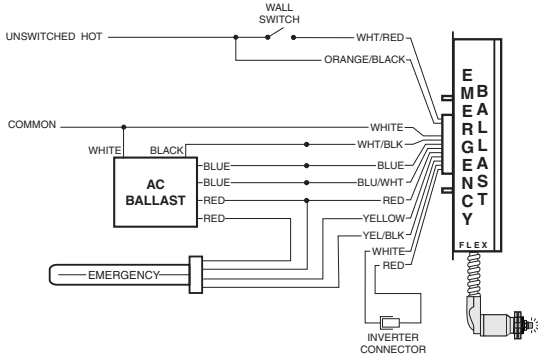 WALL
SWITCH
UNSWITCHED HOT
WHT/RED
ORANGE/BLACK
COMMON
WHITE
WHITE
BLACK
WHT/BLK
AC
BALLAST
BLUE
BLUE
BLUE
BLU/WHT
RED
RED
RED
YELLOW
YEL/BLK
WHITE
RED
EMERGENCY
INVERTER
CONNECTOR
EMERGENCY
BALLAST
FLEX